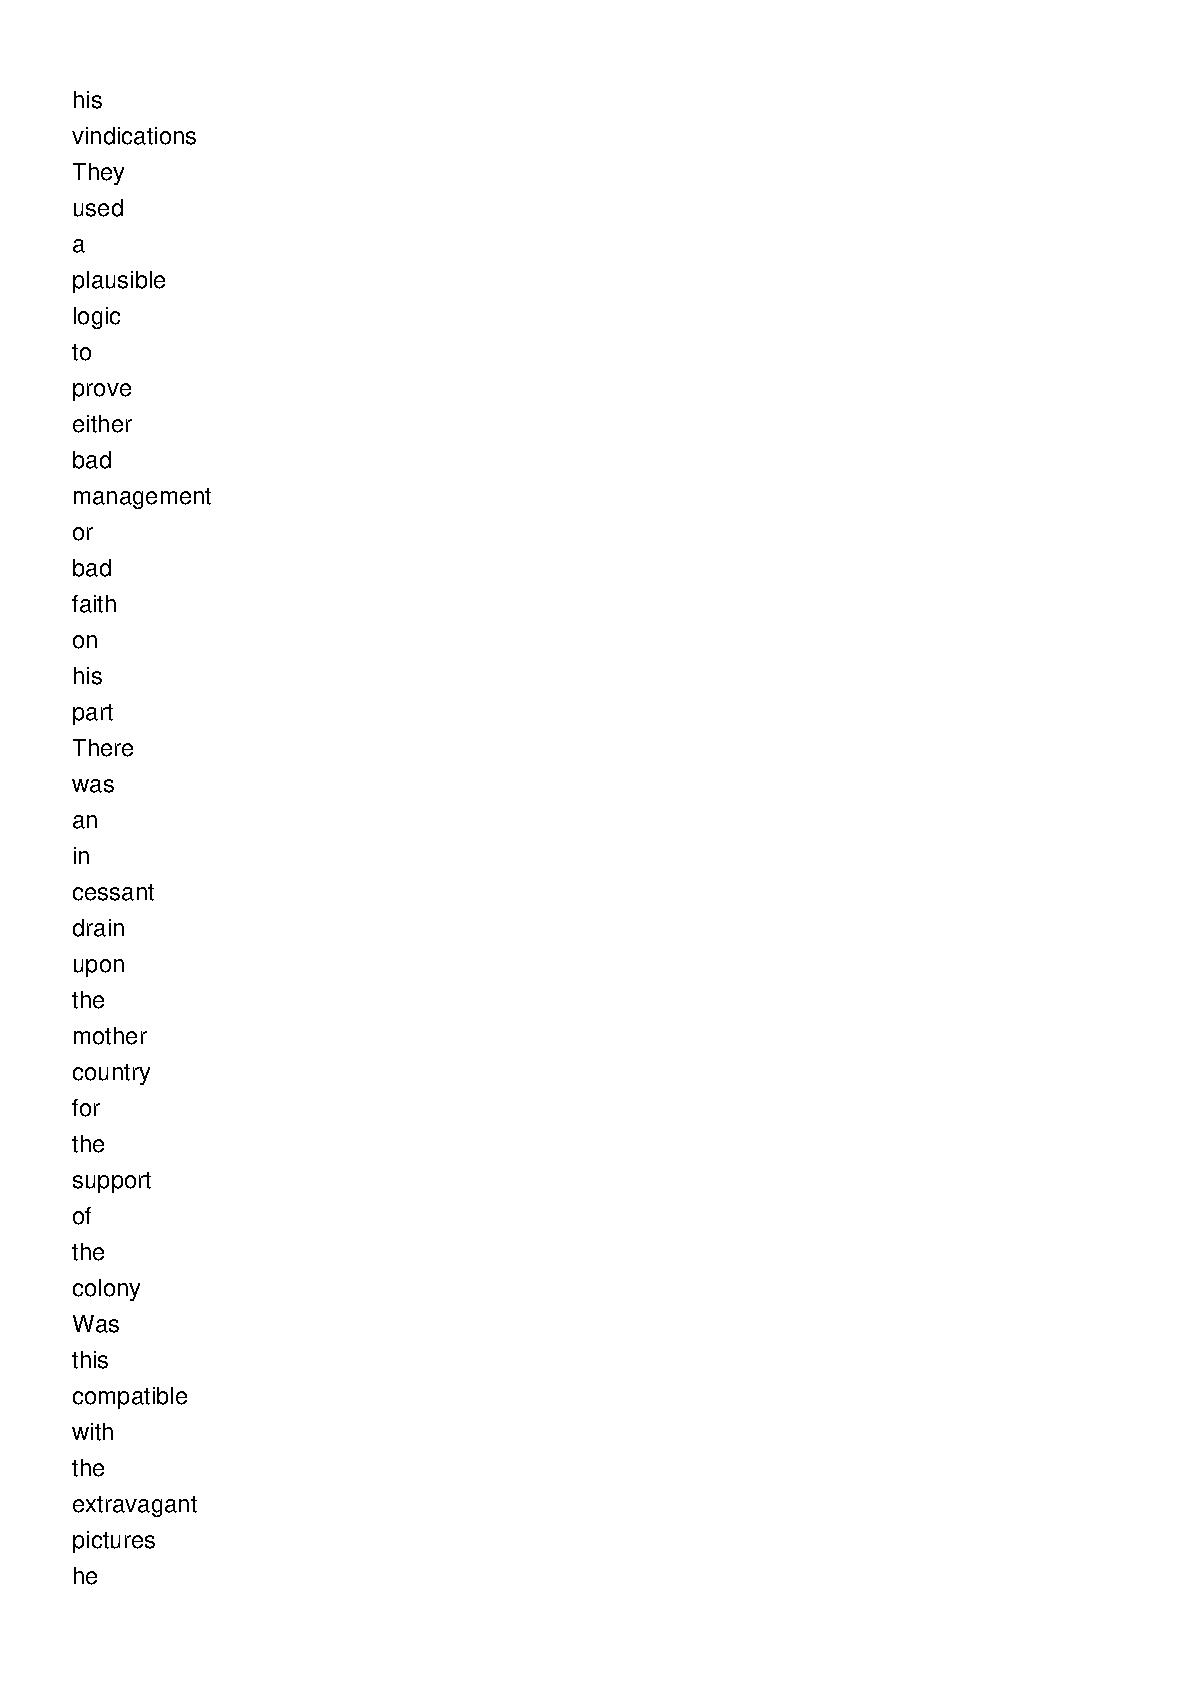 his
vindications
They
used
a
plausible
logic
to
prove
either
bad
management
or
bad
faith
on
his
part
There
was
an
in
cessant
drain
upon
the
mother
country
for
the
support
of
the
colony
Was
this
compatible
with
the
extravagant
pictures
he